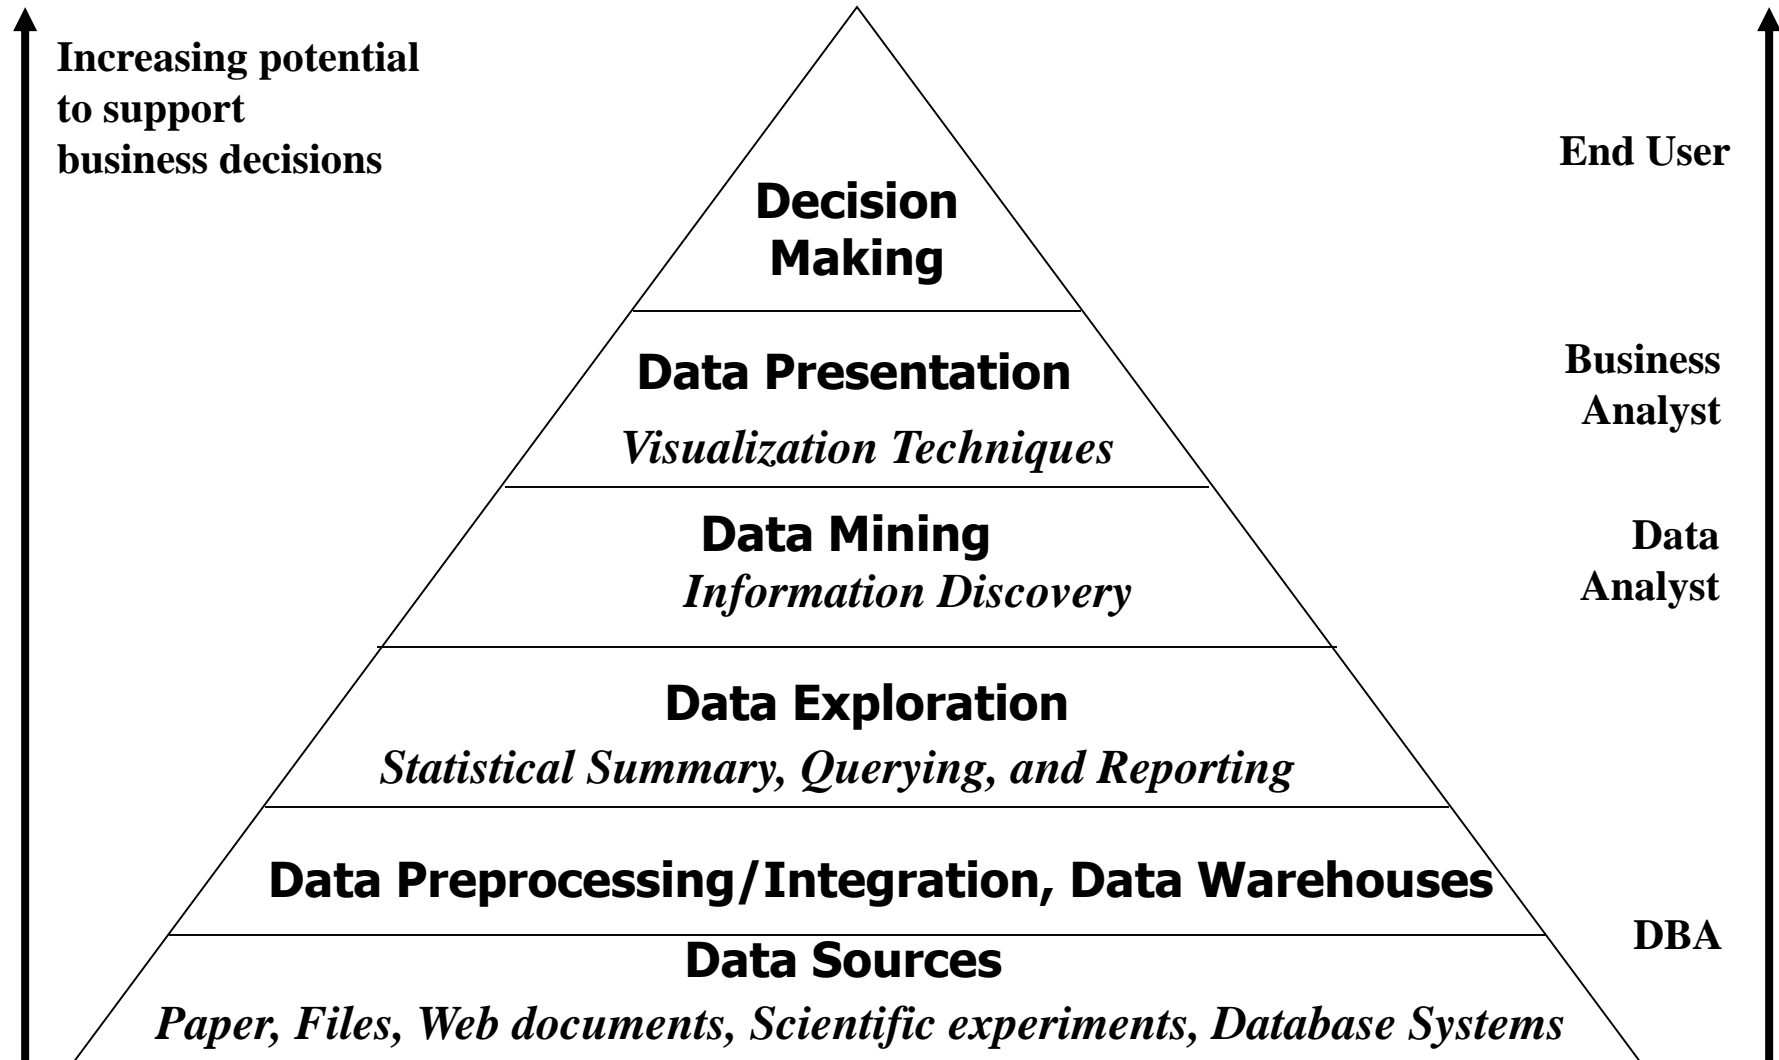 Increasing potential
to support
business decisions
End User
Decision
Making
Data Presentation
Visualization Techniques
Business
Analyst
Data Mining
Information Discovery
Data
Analyst
Data Exploration
Statistical Summary, Querying, and Reporting
Data Preprocessing/Integration, Data Warehouses
DBA
Data Sources
Paper, Files, Web documents, Scientific experiments, Database Systems